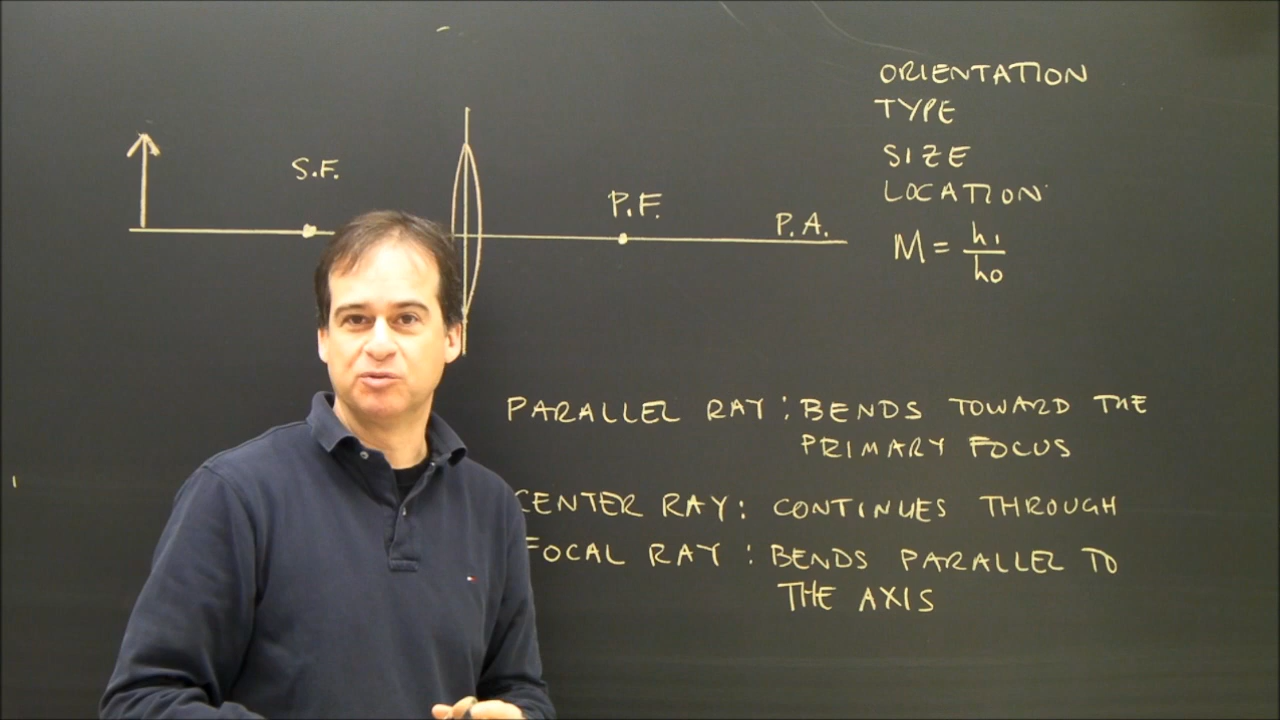 S.F.
P.F.
P.A.
ORIENTATION
TYPE
SIZE
LOCATION
M = hi/ho
PARALLEL RAY : BENDS TOWARD THE
PRIMARY FOCUS
CENTER RAY : CONTINUES THROUGH
FOCAL RAY : BENDS PARALLEL TO
THE AXIS